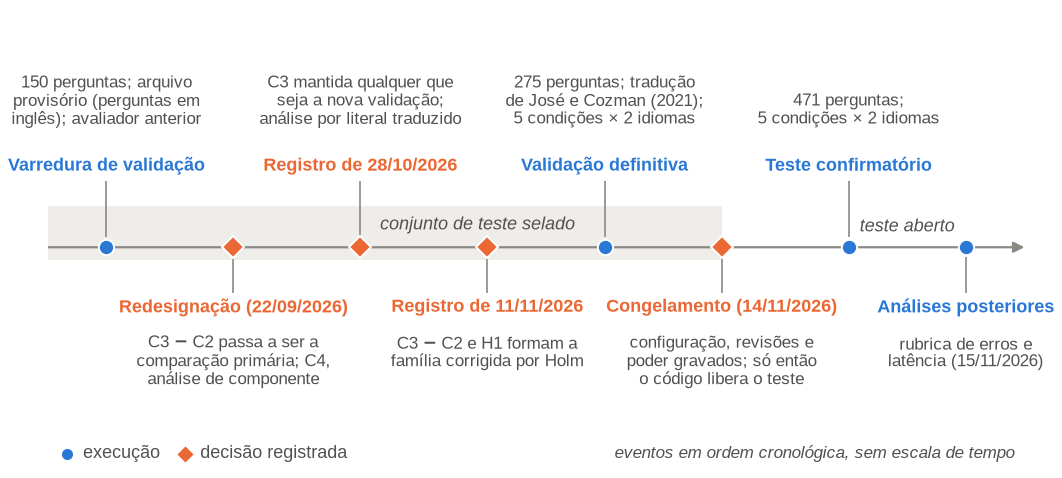 150 perguntas; arquivo
provisório (perguntas em
inglês); avaliador anterior
Varredura de validação
C3 mantida qualquer que
seja a nova validação;
análise por literal traduzido
Registro de 28/10/2026
275 perguntas; tradução
de José e Cozman (2021);
5 condições × 2 idiomas
Validação definitiva
471 perguntas;
5 condições × 2 idiomas
Teste confirmatório
conjunto de teste selado
teste aberto
Redesignação (22/09/2026)
C3 − C2 passa a ser a
comparação primária; C4,
análise de componente
Registro de 11/11/2026
C3 − C2 e H1 formam a
família corrigida por Holm
Congelamento (14/11/2026)
configuração, revisões e
poder gravados; só então
o código libera o teste
Análises posteriores
rubrica de erros e
latência (15/11/2026)
execução
decisão registrada
eventos em ordem cronológica, sem escala de tempo